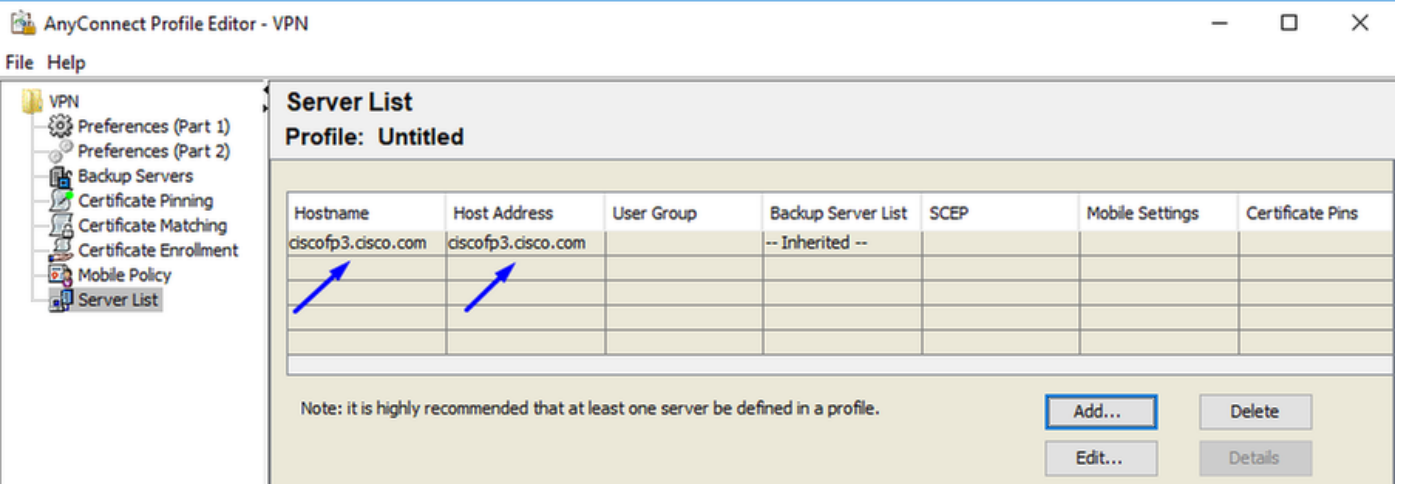 AnyConnect Profile Editor - VPN
File Help
VPN
Preferences (Part 1)
Preferences (Part 2)
Backup Servers
Certificate Pinning
Certificate Matching
Certificate Enrollment
Mobile Policy
Server List
Server List
Profile: Untitled
Hostname Host Address User Group Backup Server List SCEP Mobile Settings Certificate Pins
ciscofp3.cisco.com ciscofp3.cisco.com -- Inherited --
Note: it is highly recommended that at least one server be defined in a profile.
Add... Delete
Edit... Details